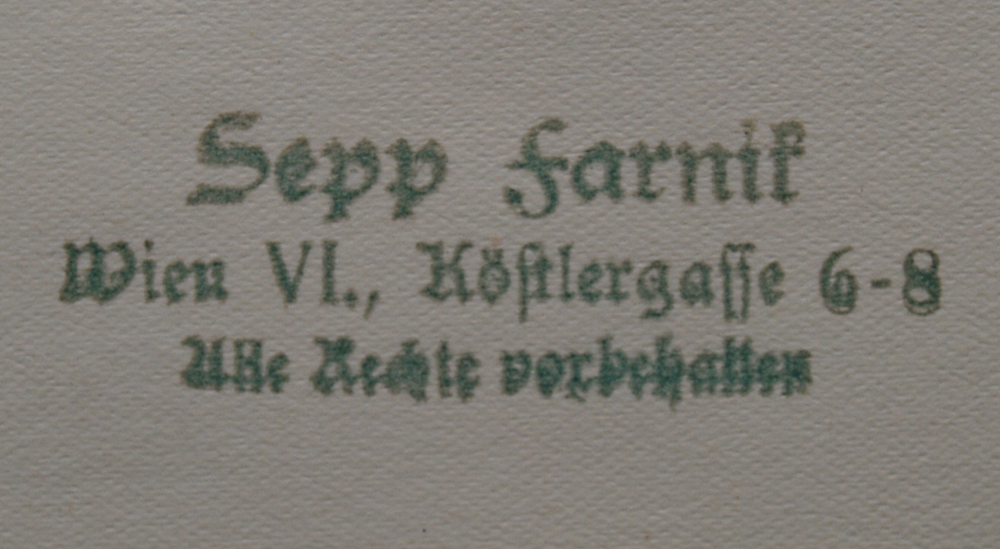 Sepp Farnik
Wien VI., Köstlergasse 6-8
Alle Rechte vorbehalten